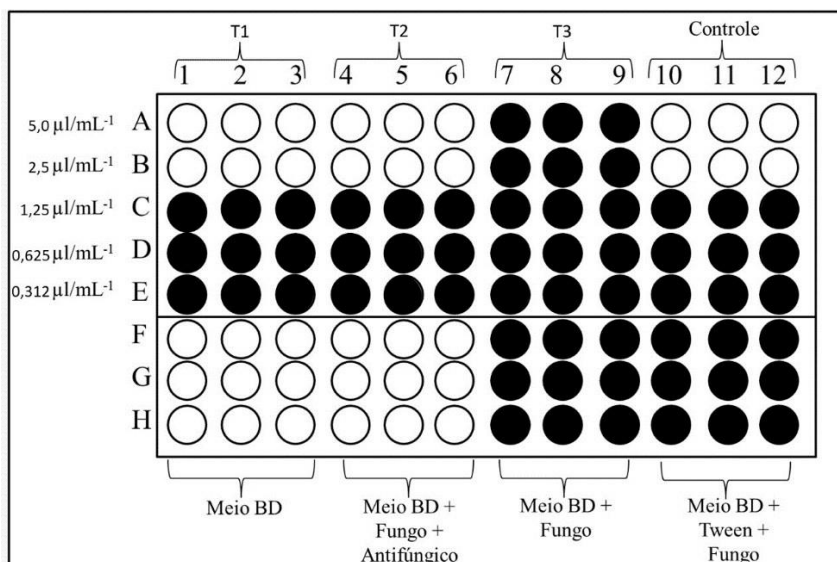 T1 T2 T3 Controle
1 2 3 4 5 6 7 8 9 10 11 12
5,0 µl/mL⁻¹ A
2,5 µl/mL⁻¹ B
1,25 µl/mL⁻¹ C
0,625 µl/mL⁻¹ D
0,312 µl/mL⁻¹ E
F
G
H
Meio BD
Meio BD +
Fungo +
Antifúngico
Meio BD +
Fungo
Meio BD +
Tween +
Fungo